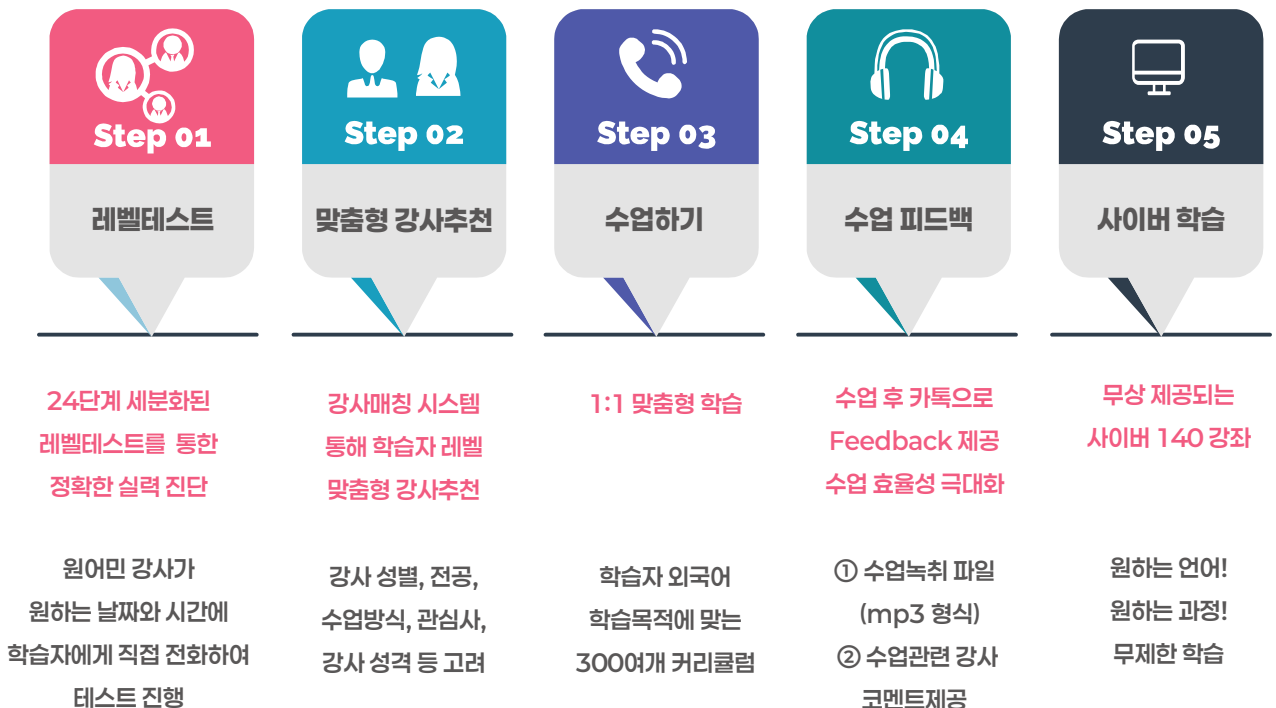 Step 01
레벨테스트
24단계 세분화된
레벨테스트를 통한
정확한 실력 진단
원어민 강사가
원하는 날짜와 시간에
학습자에게 직접 전화하여
테스트 진행
Step 02
맞춤형 강사추천
강사매칭 시스템
통해 학습자 레벨
맞춤형 강사추천
강사 성별, 전공,
수업방식, 관심사,
강사 성격 등 고려
Step 03
수업하기
1:1 맞춤형 학습
학습자 외국어
학습목적에 맞는
300여개 커리큘럼
Step 04
수업 피드백
수업 후 카톡으로
Feedback 제공
수업 효율성 극대화
① 수업녹취 파일
(mp3 형식)
② 수업관련 강사
코멘트제공
Step 05
사이버 학습
무상 제공되는
사이버 140 강좌
원하는 언어!
원하는 과정!
무제한 학습